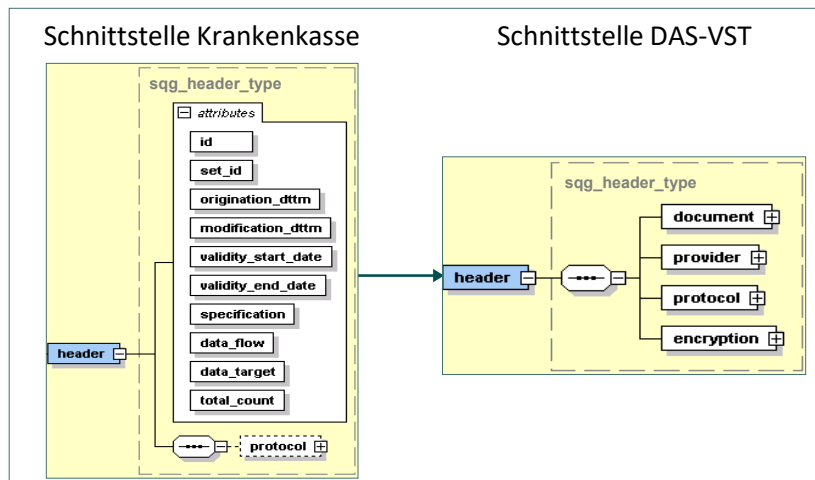 Schnittstelle Krankenkasse
sqg_header_type
attributes
id
set_id
origination_dttm
modification_dttm
validity_start_date
validity_end_date
specification
data_flow
data_target
total_count
header
protocol
Schnittstelle DAS-VST
sqg_header_type
document
provider
header
protocol
encryption